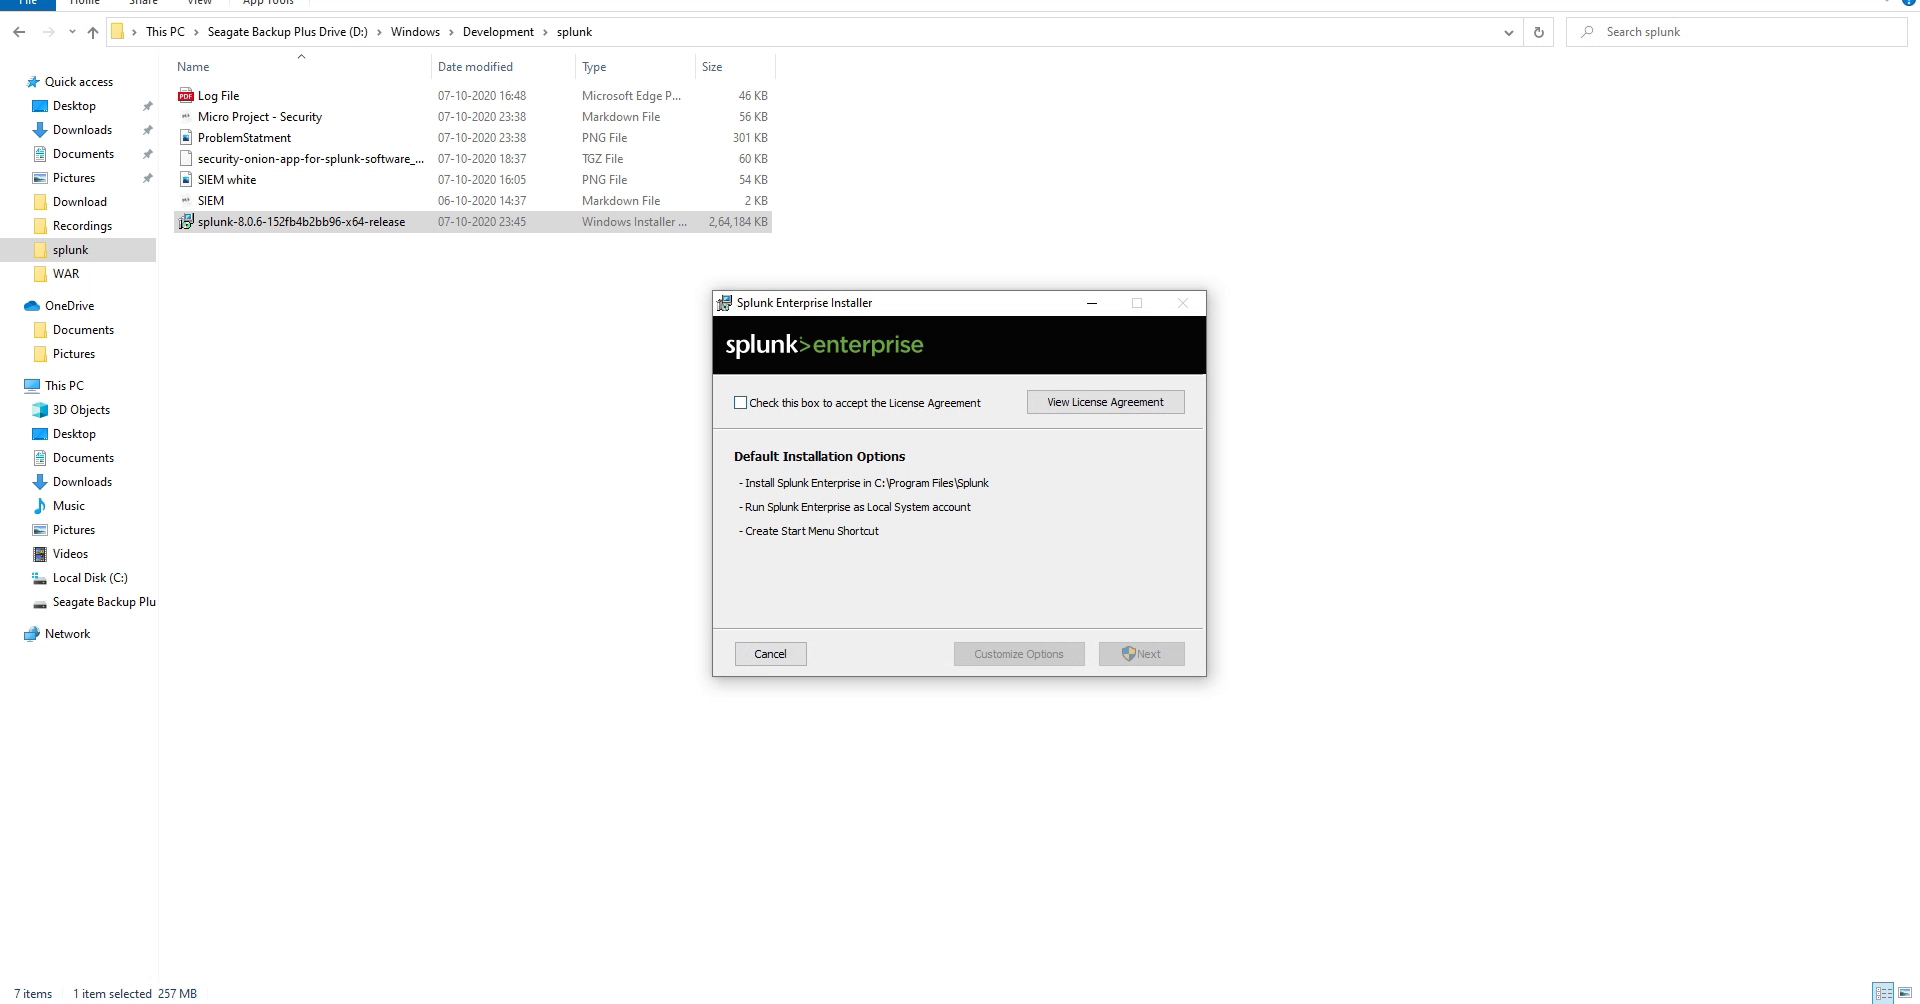 File Home Share View App Tools
This PC > Seagate Backup Plus Drive (D:) > Windows > Development > splunk
Search splunk
Name Date modified Type Size
Log File 07-10-2020 16:48 Microsoft Edge P... 46 KB
Micro Project - Security 07-10-2020 23:38 Markdown File 56 KB
ProblemStatment 07-10-2020 23:38 PNG File 301 KB
security-onion-app-for-splunk-software_... 07-10-2020 18:37 TGZ File 60 KB
SIEM white 07-10-2020 16:05 PNG File 54 KB
SIEM 06-10-2020 14:37 Markdown File 2 KB
splunk-8.0.6-152fb4b2bb96-x64-release 07-10-2020 23:45 Windows Installer ... 2,64,184 KB
Quick access
Desktop
Downloads
Documents
Pictures
Download
Recordings
splunk
WAR
OneDrive
Documents
Pictures
This PC
3D Objects
Desktop
Documents
Downloads
Music
Pictures
Videos
Local Disk (C:)
Seagate Backup Plu
Network
Splunk Enterprise Installer
splunk>enterprise
Check this box to accept the License Agreement
View License Agreement
Default Installation Options
- Install Splunk Enterprise in C:\Program Files\Splunk
- Run Splunk Enterprise as Local System account
- Create Start Menu Shortcut
Cancel
Customize Options
Next
7 items 1 item selected 257 MB